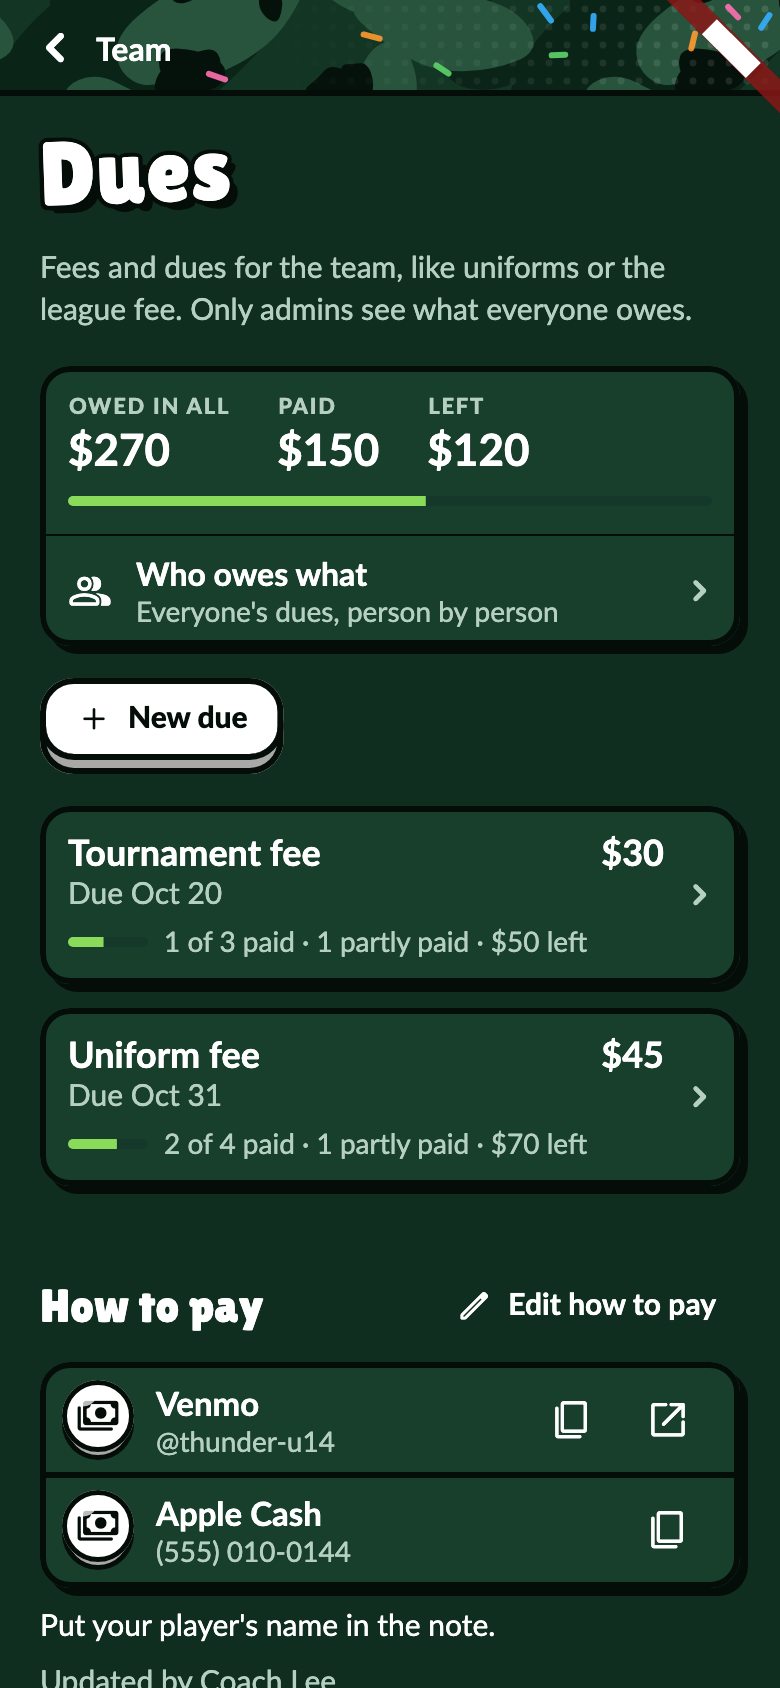 Team
Dues
Fees and dues for the team, like uniforms or the
league fee. Only admins see what everyone owes.
OWED IN ALL PAID LEFT
$270 $150 $120
Who owes what
Everyone's dues, person by person
New due
Tournament fee $30
Due Oct 20
1 of 3 paid · 1 partly paid · $50 left
Uniform fee $45
Due Oct 31
2 of 4 paid · 1 partly paid · $70 left
How to pay Edit how to pay
Venmo
@thunder-u14
Apple Cash
(555) 010-0144
Put your player's name in the note.
Updated by Coach Lee